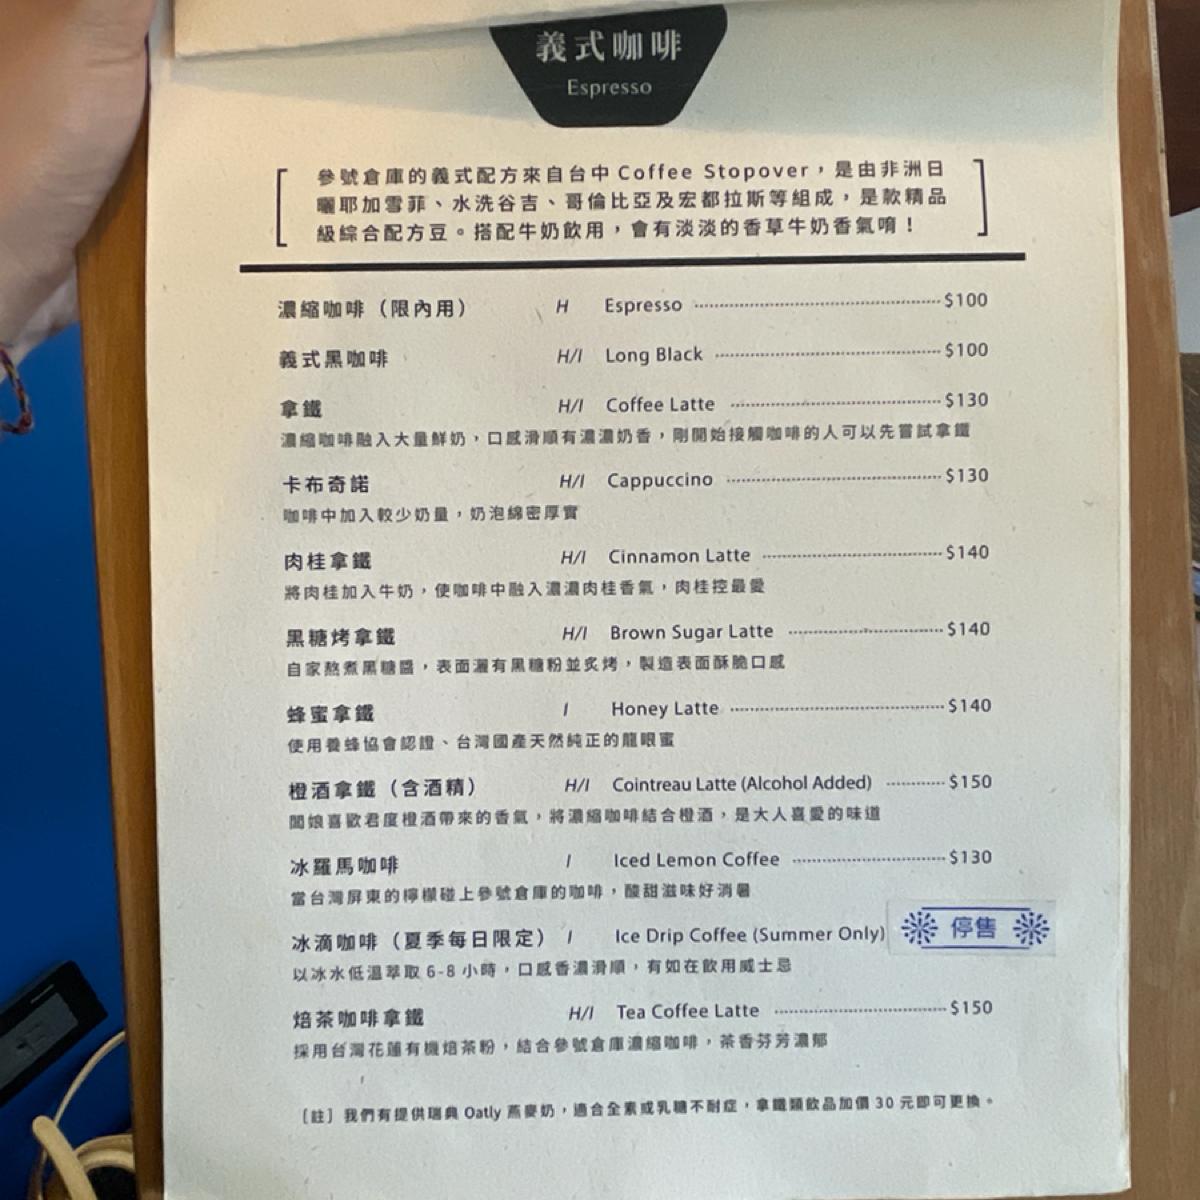 義式咖啡
Espresso
參號倉庫的義式配方來自台中 Coffee Stopover，是由非洲日
曬耶加雪菲、水洗谷吉、哥倫比亞及宏都拉斯等組成，是款精品
級綜合配方豆。搭配牛奶飲用，會有淡淡的香草牛奶香氣唷！
濃縮咖啡（限內用） H Espresso $100
義式黑咖啡 H/I Long Black $100
拿鐵 H/I Coffee Latte $130
濃縮咖啡融入大量鮮奶，口感滑順有濃濃奶香，剛開始接觸咖啡的人可以先嘗試拿鐵
卡布奇諾 H/I Cappuccino $130
咖啡中加入較少奶量，奶泡綿密厚實
肉桂拿鐵 H/I Cinnamon Latte $140
將肉桂加入牛奶，使咖啡中融入濃濃肉桂香氣，肉桂控最愛
黑糖烤拿鐵 H/I Brown Sugar Latte $140
自家熬煮黑糖醬，表面灑有黑糖粉並炙烤，製造表面酥脆口感
蜂蜜拿鐵 I Honey Latte $140
使用養蜂協會認證、台灣國產天然純正的龍眼蜜
橙酒拿鐵（含酒精） H/I Cointreau Latte (Alcohol Added) $150
闆娘喜歡君度橙酒帶來的香氣，將濃縮咖啡結合橙酒，是大人喜愛的味道
冰羅馬咖啡 I Iced Lemon Coffee $130
當台灣屏東的檸檬碰上參號倉庫的咖啡，酸甜滋味好消暑
冰滴咖啡（夏季每日限定） I Ice Drip Coffee (Summer Only) 停售
以冰水低溫萃取 6-8 小時，口感香濃滑順，有如在飲用威士忌
焙茶咖啡拿鐵 H/I Tea Coffee Latte $150
採用台灣花蓮有機焙茶粉，結合參號倉庫濃縮咖啡，茶香芬芳濃郁
［註］我們有提供瑞典 Oatly 燕麥奶，適合全素或乳糖不耐症，拿鐵類飲品加價 30 元即可更換。